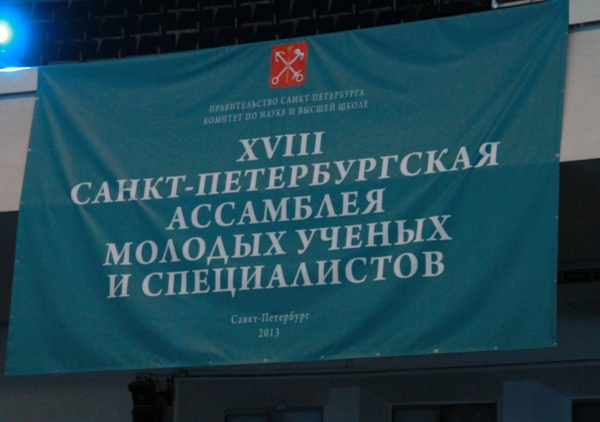 ПРАВИТЕЛЬСТВО САНКТ-ПЕТЕРБУРГА
КОМИТЕТ ПО НАУКЕ И ВЫСШЕЙ ШКОЛЕ
XVIII
САНКТ-ПЕТЕРБУРГСКАЯ
АССАМБЛЕЯ
МОЛОДЫХ УЧЕНЫХ
И СПЕЦИАЛИСТОВ
Санкт-Петербург
2013